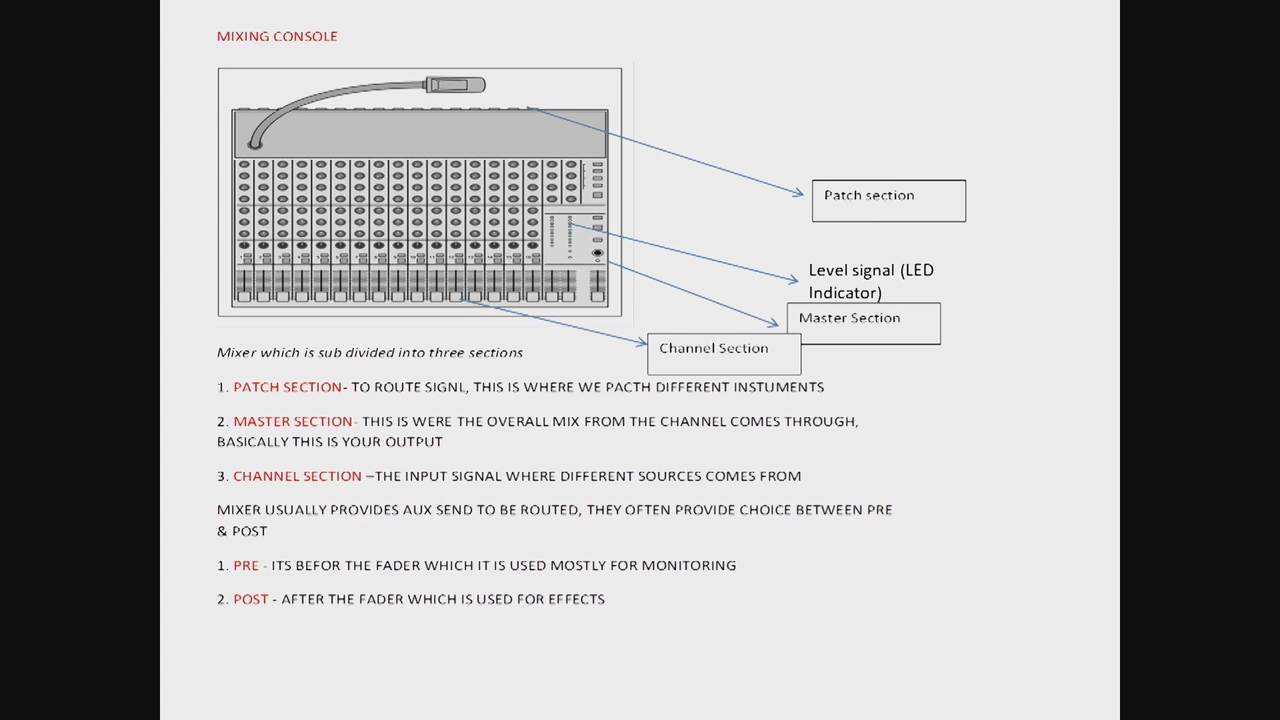 MIXING CONSOLE
Patch section
Level signal (LED
Indicator)
Master Section
Channel Section
Mixer which is sub divided into three sections
1. PATCH SECTION- TO ROUTE SIGNL, THIS IS WHERE WE PACTH DIFFERENT INSTUMENTS
2. MASTER SECTION- THIS IS WERE THE OVERALL MIX FROM THE CHANNEL COMES THROUGH,
BASICALLY THIS IS YOUR OUTPUT
3. CHANNEL SECTION –THE INPUT SIGNAL WHERE DIFFERENT SOURCES COMES FROM
MIXER USUALLY PROVIDES AUX SEND TO BE ROUTED, THEY OFTEN PROVIDE CHOICE BETWEEN PRE
& POST
1. PRE - ITS BEFOR THE FADER WHICH IT IS USED MOSTLY FOR MONITORING
2. POST - AFTER THE FADER WHICH IS USED FOR EFFECTS